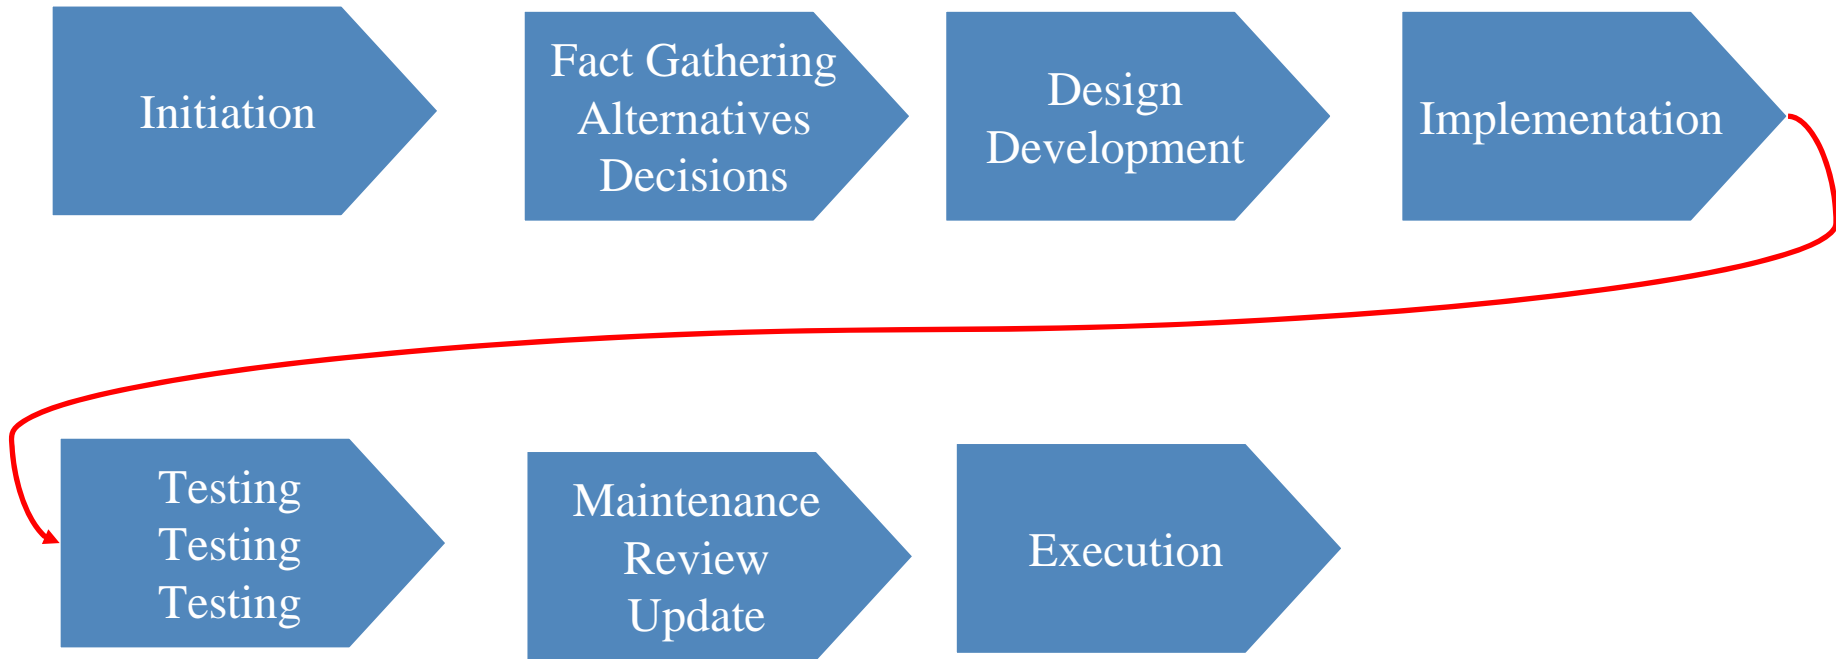 Initiation
Fact Gathering
Alternatives
Decisions
Design
Development
Implementation
Testing
Testing
Testing
Maintenance
Review
Update
Execution